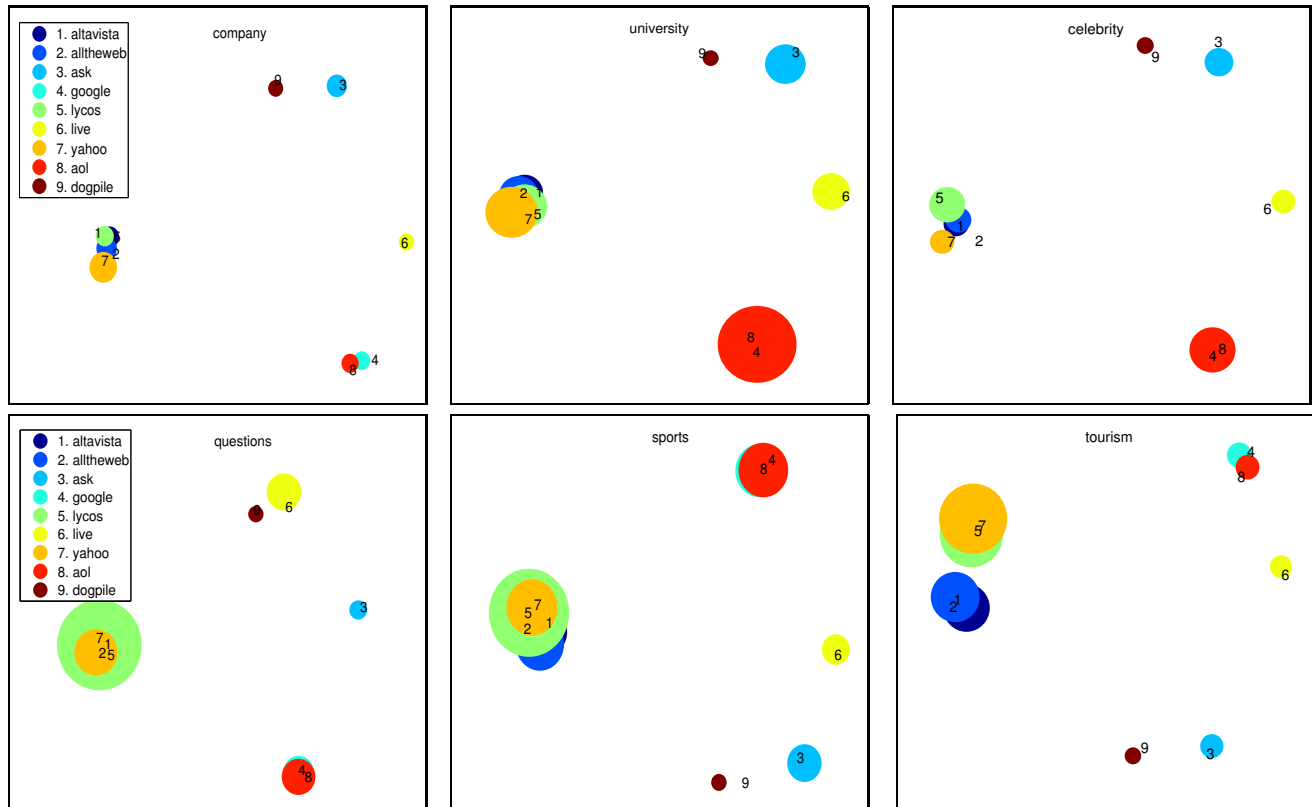 company
1. altavista
2. alltheweb
3. ask
4. google
5. lycos
6. live
7. yahoo
8. aol
9. dogpile
9
3
1
2
7
6
4
8
university
9
3
2
1
5
7
6
8
4
celebrity
3
9
5
1
2
7
6
8
4
questions
1. altavista
2. alltheweb
3. ask
4. google
5. lycos
6. live
7. yahoo
8. aol
9. dogpile
9
6
3
7
1
2
5
4
8
sports
4
8
7
5
1
2
6
3
9
tourism
4
8
7
5
6
1
2
9
3